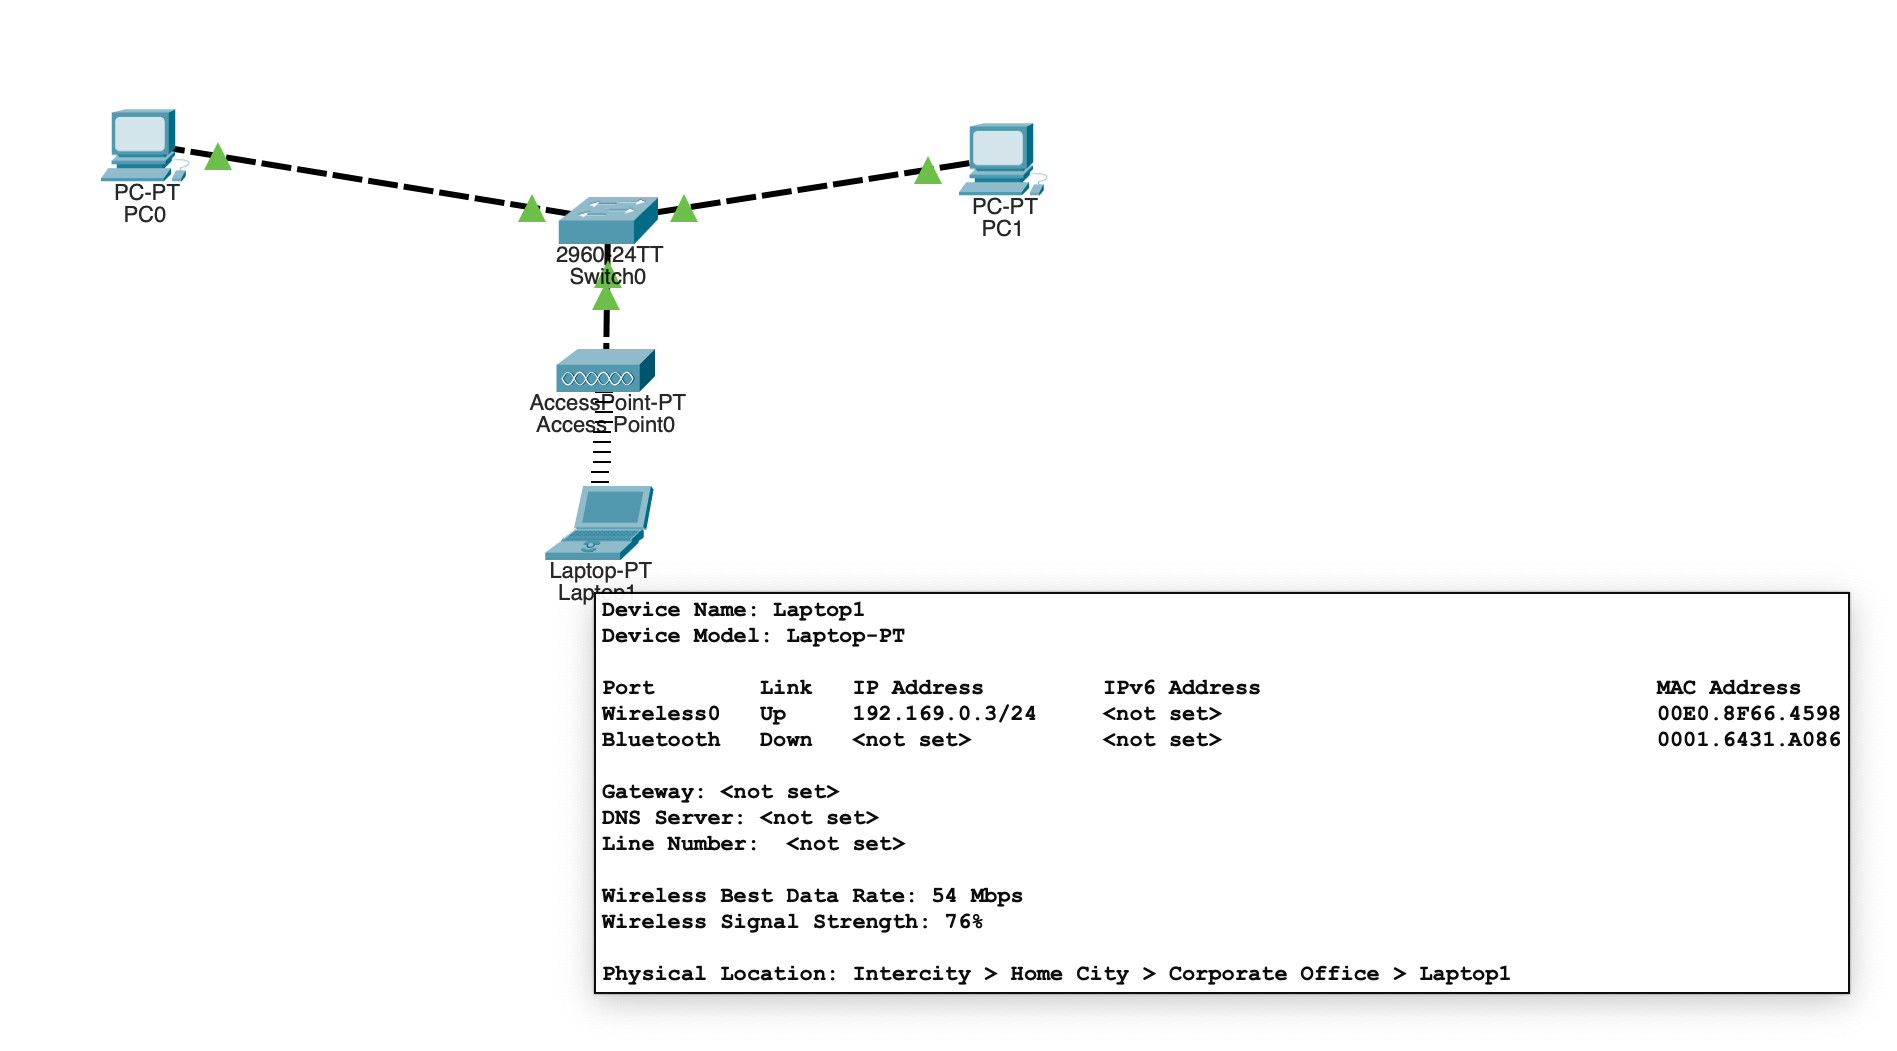 PC-PT
PC0
PC-PT
PC1
2960-24TT
Switch0
AccessPoint-PT
Access Point0
Laptop-PT
Laptop1
Device Name: Laptop1
Device Model: Laptop-PT
Port Link IP Address IPv6 Address MAC Address
Wireless0 Up 192.169.0.3/24 <not set> 00E0.8F66.4598
Bluetooth Down <not set> <not set> 0001.6431.A086
Gateway: <not set>
DNS Server: <not set>
Line Number: <not set>
Wireless Best Data Rate: 54 Mbps
Wireless Signal Strength: 76%
Physical Location: Intercity > Home City > Corporate Office > Laptop1